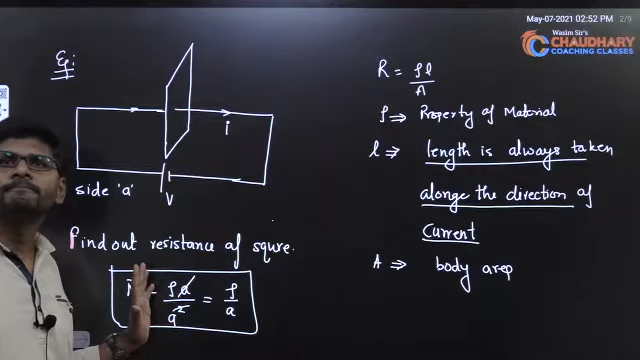 May-07-2021 02:52 PM 2/9
Wasim Sir's
CHAUDHARY
COACHING CLASSES
Eg:
i
V
side 'a'
Find out resistance of squre.
= ρa / a² = ρ / a
R = ρl / A
ρ ⇒ Property of Material
l ⇒ length is always taken
alonge the direction of
current
A ⇒ body area